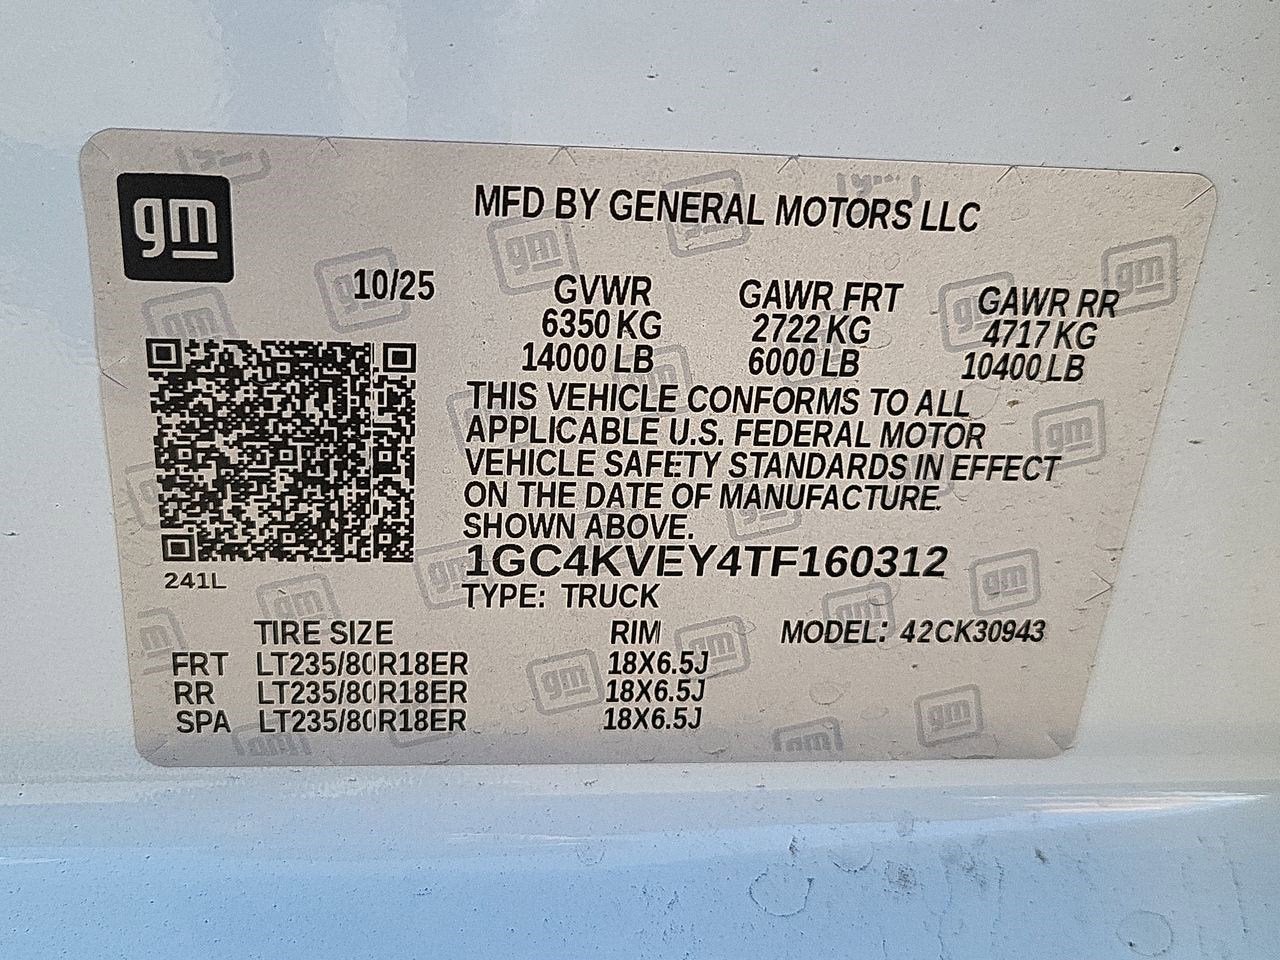 gm
MFD BY GENERAL MOTORS LLC
10/25
GVWR GAWR FRT GAWR RR
6350 KG 2722 KG 4717 KG
14000 LB 6000 LB 10400 LB
THIS VEHICLE CONFORMS TO ALL
APPLICABLE U.S. FEDERAL MOTOR
VEHICLE SAFETY STANDARDS IN EFFECT
ON THE DATE OF MANUFACTURE.
SHOWN ABOVE.
1GC4KVEY4TF160312
241L
TYPE: TRUCK
TIRE SIZE RIM MODEL: 42CK30943
FRT LT235/80R18ER 18X6.5J
RR LT235/80R18ER 18X6.5J
SPA LT235/80R18ER 18X6.5J